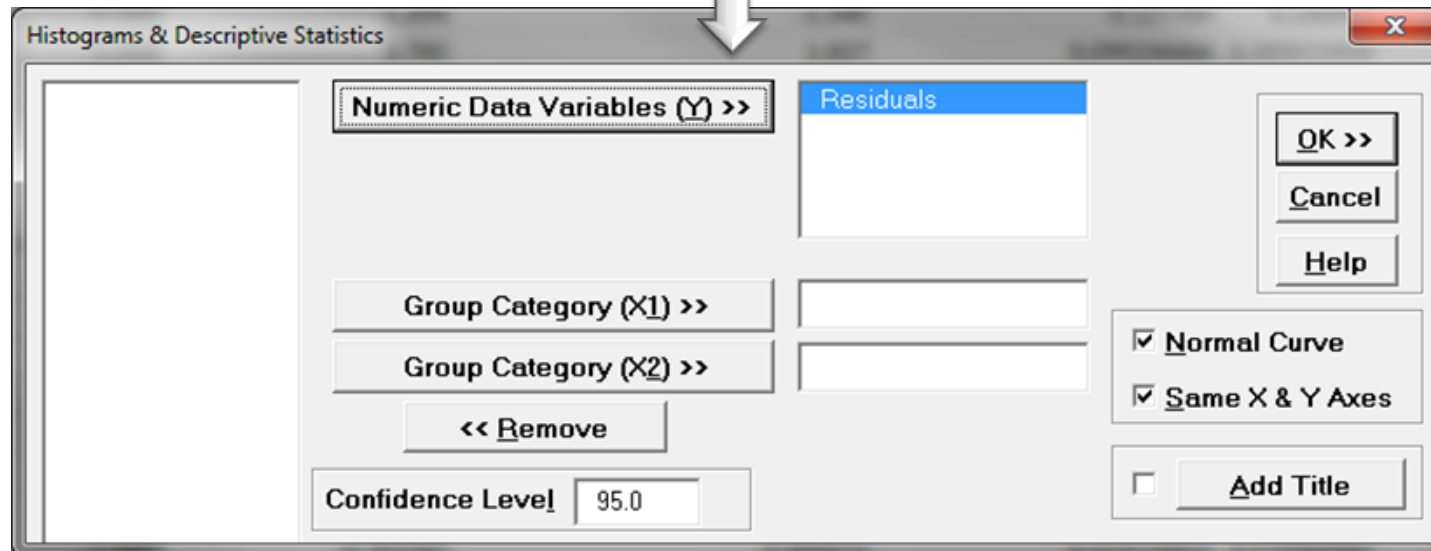 Histograms & Descriptive Statistics
Numeric Data Variables (Y) >>
Residuals
OK >>
Cancel
Help
Group Category (X1) >>
Group Category (X2) >>
<< Remove
Normal Curve
Same X & Y Axes
Confidence Level 95.0
Add Title